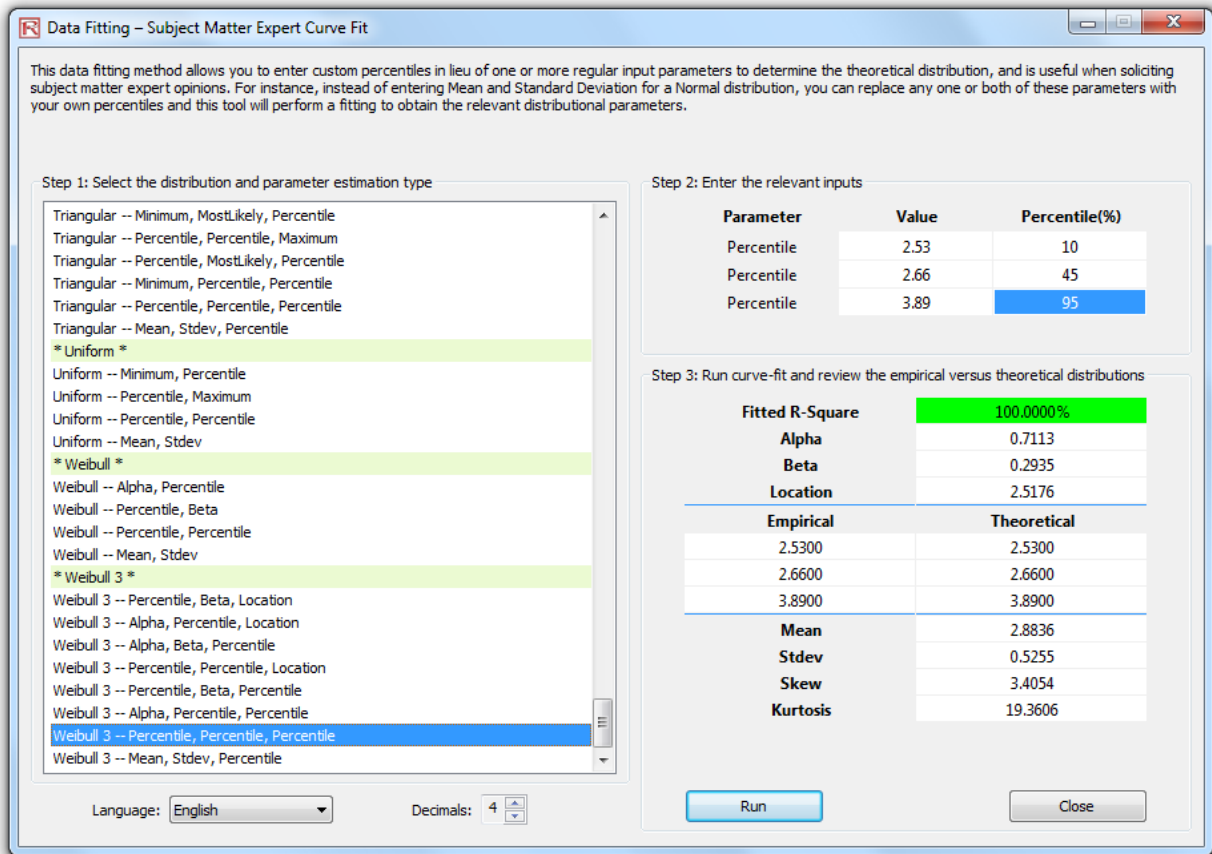 Data Fitting – Subject Matter Expert Curve Fit
This data fitting method allows you to enter custom percentiles in lieu of one or more regular input parameters to determine the theoretical distribution, and is useful when soliciting
subject matter expert opinions. For instance, instead of entering Mean and Standard Deviation for a Normal distribution, you can replace any one or both of these parameters with
your own percentiles and this tool will perform a fitting to obtain the relevant distributional parameters.
Step 1: Select the distribution and parameter estimation type
Triangular -- Minimum, MostLikely, Percentile
Triangular -- Percentile, Percentile, Maximum
Triangular -- Percentile, MostLikely, Percentile
Triangular -- Minimum, Percentile, Percentile
Triangular -- Percentile, Percentile, Percentile
Triangular -- Mean, Stdev, Percentile
* Uniform *
Uniform -- Minimum, Percentile
Uniform -- Percentile, Maximum
Uniform -- Percentile, Percentile
Uniform -- Mean, Stdev
* Weibull *
Weibull -- Alpha, Percentile
Weibull -- Percentile, Beta
Weibull -- Percentile, Percentile
Weibull -- Mean, Stdev
* Weibull 3 *
Weibull 3 -- Percentile, Beta, Location
Weibull 3 -- Alpha, Percentile, Location
Weibull 3 -- Alpha, Beta, Percentile
Weibull 3 -- Percentile, Percentile, Location
Weibull 3 -- Percentile, Beta, Percentile
Weibull 3 -- Alpha, Percentile, Percentile
Weibull 3 -- Percentile, Percentile, Percentile
Weibull 3 -- Mean, Stdev, Percentile
Language: English Decimals: 4
Step 2: Enter the relevant inputs
Parameter Value Percentile(%)
Percentile 2.53 10
Percentile 2.66 45
Percentile 3.89 95
Step 3: Run curve-fit and review the empirical versus theoretical distributions
Fitted R-Square 100.0000%
Alpha 0.7113
Beta 0.2935
Location 2.5176
Empirical Theoretical
2.5300 2.5300
2.6600 2.6600
3.8900 3.8900
Mean 2.8836
Stdev 0.5255
Skew 3.4054
Kurtosis 19.3606
Run Close